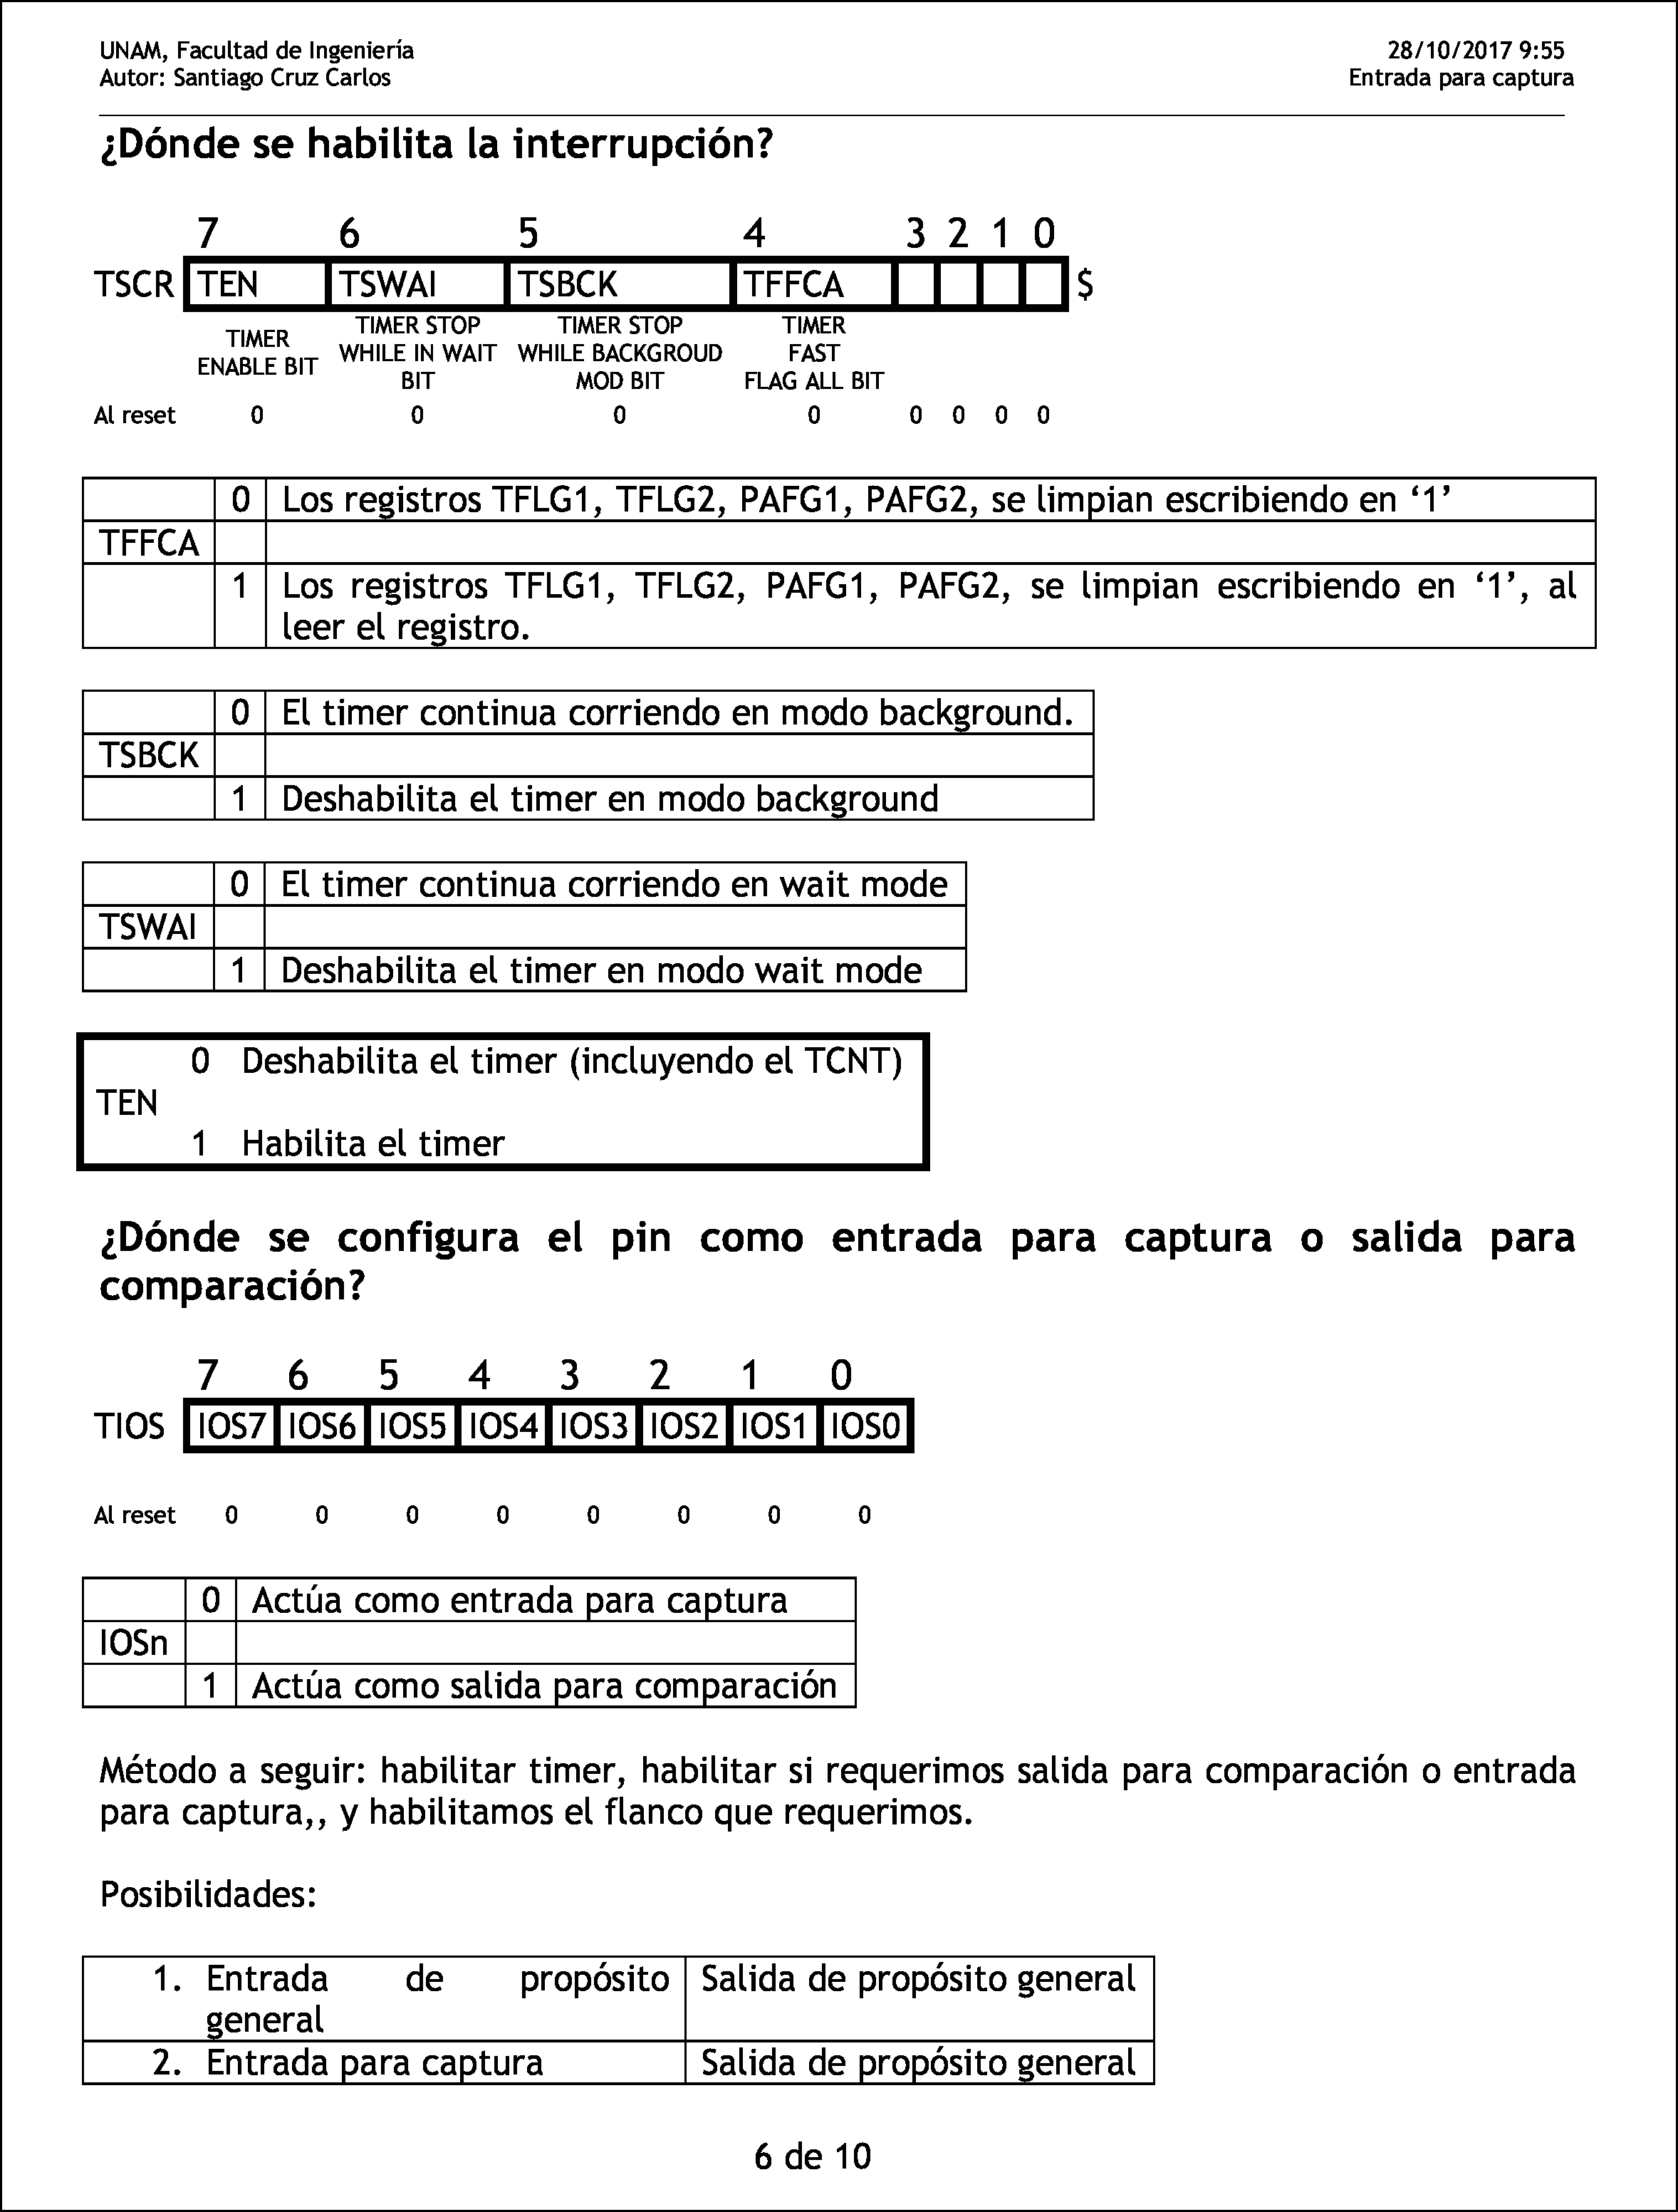 UNAM, Facultad de Ingeniería 28/10/2017 9:55
Autor: Santiago Cruz Carlos Entrada para captura
¿Dónde se habilita la interrupción?
7 6 5 4 3 2 1 0
TSCR TEN TSWAI TSBCK TFFCA $
TIMER ENABLE BIT
TIMER STOP WHILE IN WAIT BIT
TIMER STOP WHILE BACKGROUD MOD BIT
TIMER FAST FLAG ALL BIT
Al reset 0 0 0 0 0 0 0 0
0 Los registros TFLG1, TFLG2, PAFG1, PAFG2, se limpian escribiendo en ‘1’
TFFCA
1 Los registros TFLG1, TFLG2, PAFG1, PAFG2, se limpian escribiendo en ‘1’, al
leer el registro.
0 El timer continua corriendo en modo background.
TSBCK
1 Deshabilita el timer en modo background
0 El timer continua corriendo en wait mode
TSWAI
1 Deshabilita el timer en modo wait mode
0 Deshabilita el timer (incluyendo el TCNT)
TEN
1 Habilita el timer
¿Dónde se configura el pin como entrada para captura o salida para
comparación?
7 6 5 4 3 2 1 0
TIOS IOS7 IOS6 IOS5 IOS4 IOS3 IOS2 IOS1 IOS0
Al reset 0 0 0 0 0 0 0 0
0 Actúa como entrada para captura
IOSn
1 Actúa como salida para comparación
Método a seguir: habilitar timer, habilitar si requerimos salida para comparación o entrada
para captura,, y habilitamos el flanco que requerimos.
Posibilidades:
1. Entrada de propósito Salida de propósito general
general
2. Entrada para captura Salida de propósito general
6 de 10